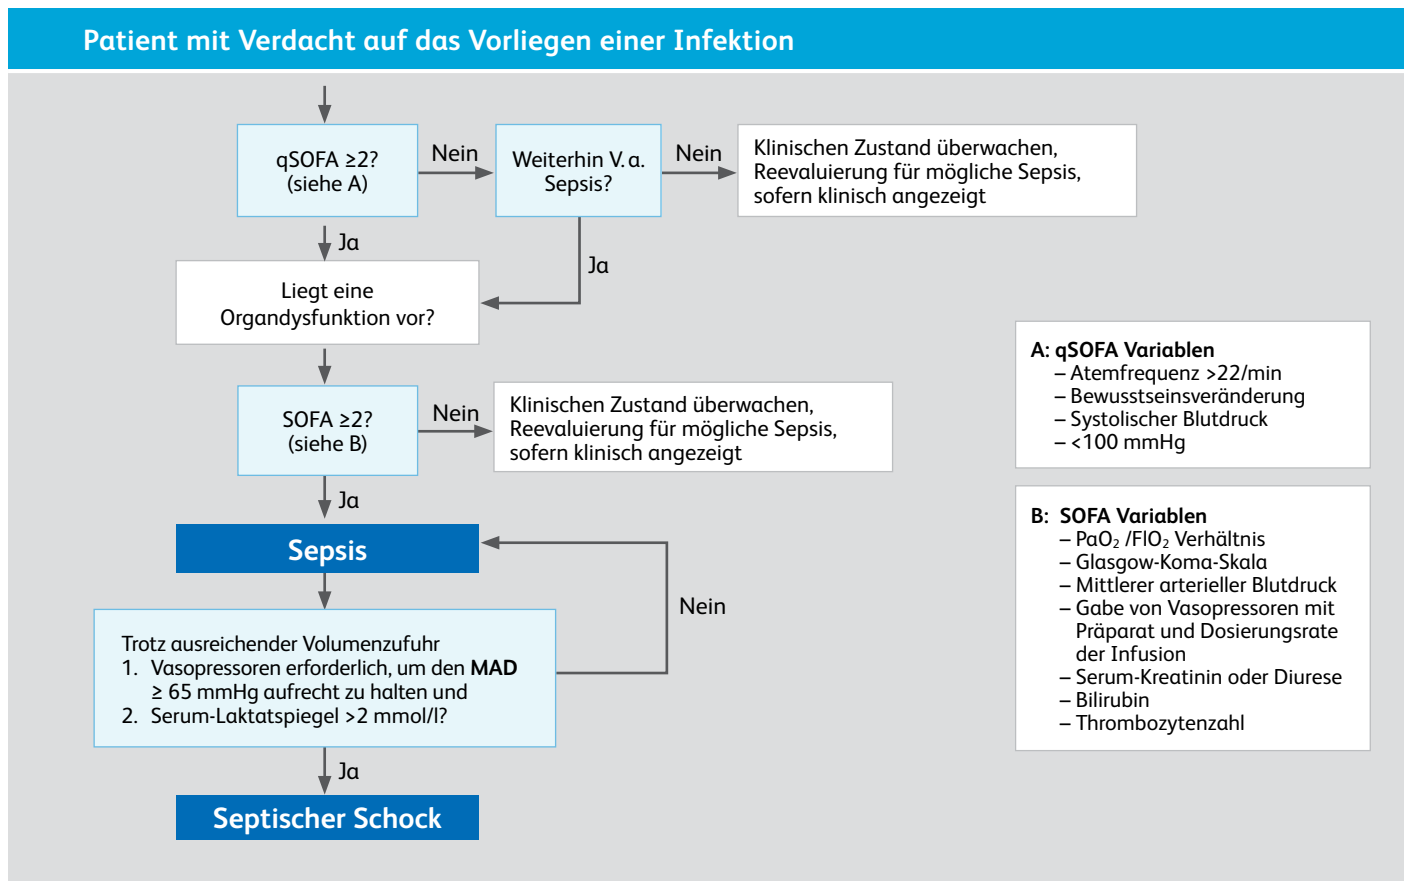 Patient mit Verdacht auf das Vorliegen einer Infektion
qSOFA ≥2?
(siehe A)
Nein
Weiterhin V. a.
Sepsis?
Nein
Klinischen Zustand überwachen,
Reevaluierung für mögliche Sepsis,
sofern klinisch angezeigt
Ja
Ja
Liegt eine
Organdysfunktion vor?
SOFA ≥2?
(siehe B)
Nein
Klinischen Zustand überwachen,
Reevaluierung für mögliche Sepsis,
sofern klinisch angezeigt
Ja
Sepsis
Nein
Trotz ausreichender Volumenzufuhr
1. Vasopressoren erforderlich, um den MAD
≥ 65 mmHg aufrecht zu halten und
2. Serum-Laktatspiegel >2 mmol/l?
Ja
Septischer Schock
A: qSOFA Variablen
– Atemfrequenz >22/min
– Bewusstseinsveränderung
– Systolischer Blutdruck
– <100 mmHg
B: SOFA Variablen
– PaO₂ /FIO₂ Verhältnis
– Glasgow-Koma-Skala
– Mittlerer arterieller Blutdruck
– Gabe von Vasopressoren mit
Präparat und Dosierungsrate
der Infusion
– Serum-Kreatinin oder Diurese
– Bilirubin
– Thrombozytenzahl